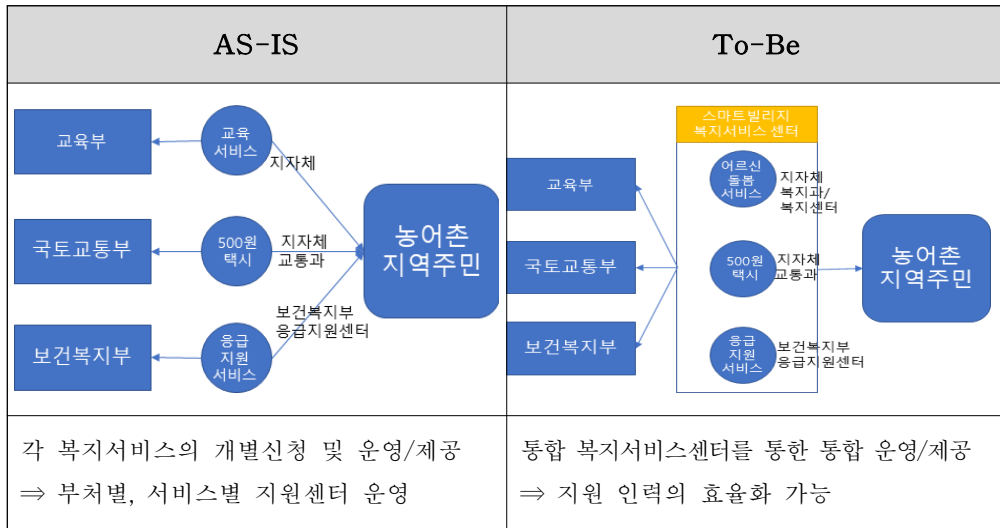 AS-IS
To-Be
교육부
교육
서비스
지자체
국토교통부
500원
택시
지자체
교통과
농어촌
지역주민
보건복지부
응급지원센터
보건복지부
응급
지원
서비스
스마트빌리지
복지서비스 센터
어르신
돌봄
서비스
지자체
복지과/
복지센터
교육부
국토교통부
500원
택시
지자체
교통과
농어촌
지역주민
보건복지부
응급
지원
서비스
보건복지부
응급지원센터
각 복지서비스의 개별신청 및 운영/제공
⇒ 부처별, 서비스별 지원센터 운영
통합 복지서비스센터를 통한 통합 운영/제공
⇒ 지원 인력의 효율화 가능